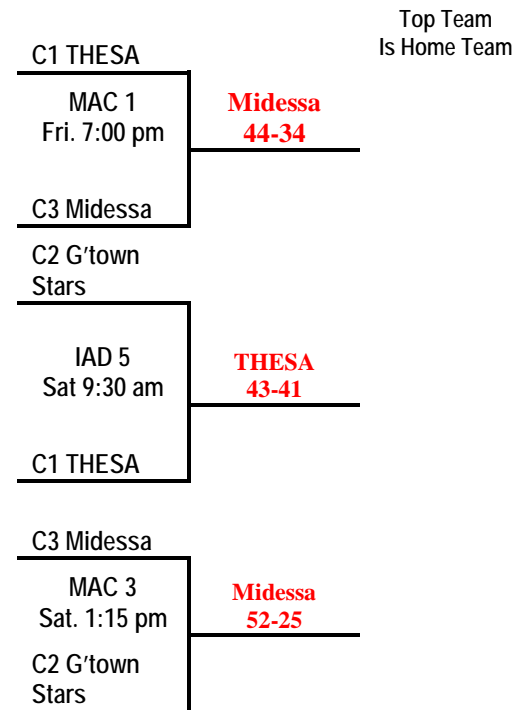 Top Team
Is Home Team
C1 THESA
MAC 1
Fri. 7:00 pm
Midessa
44-34
C3 Midessa
C2 G'town
Stars
IAD 5
Sat 9:30 am
THESA
43-41
C1 THESA
C3 Midessa
MAC 3
Sat. 1:15 pm
Midessa
52-25
C2 G'town
Stars